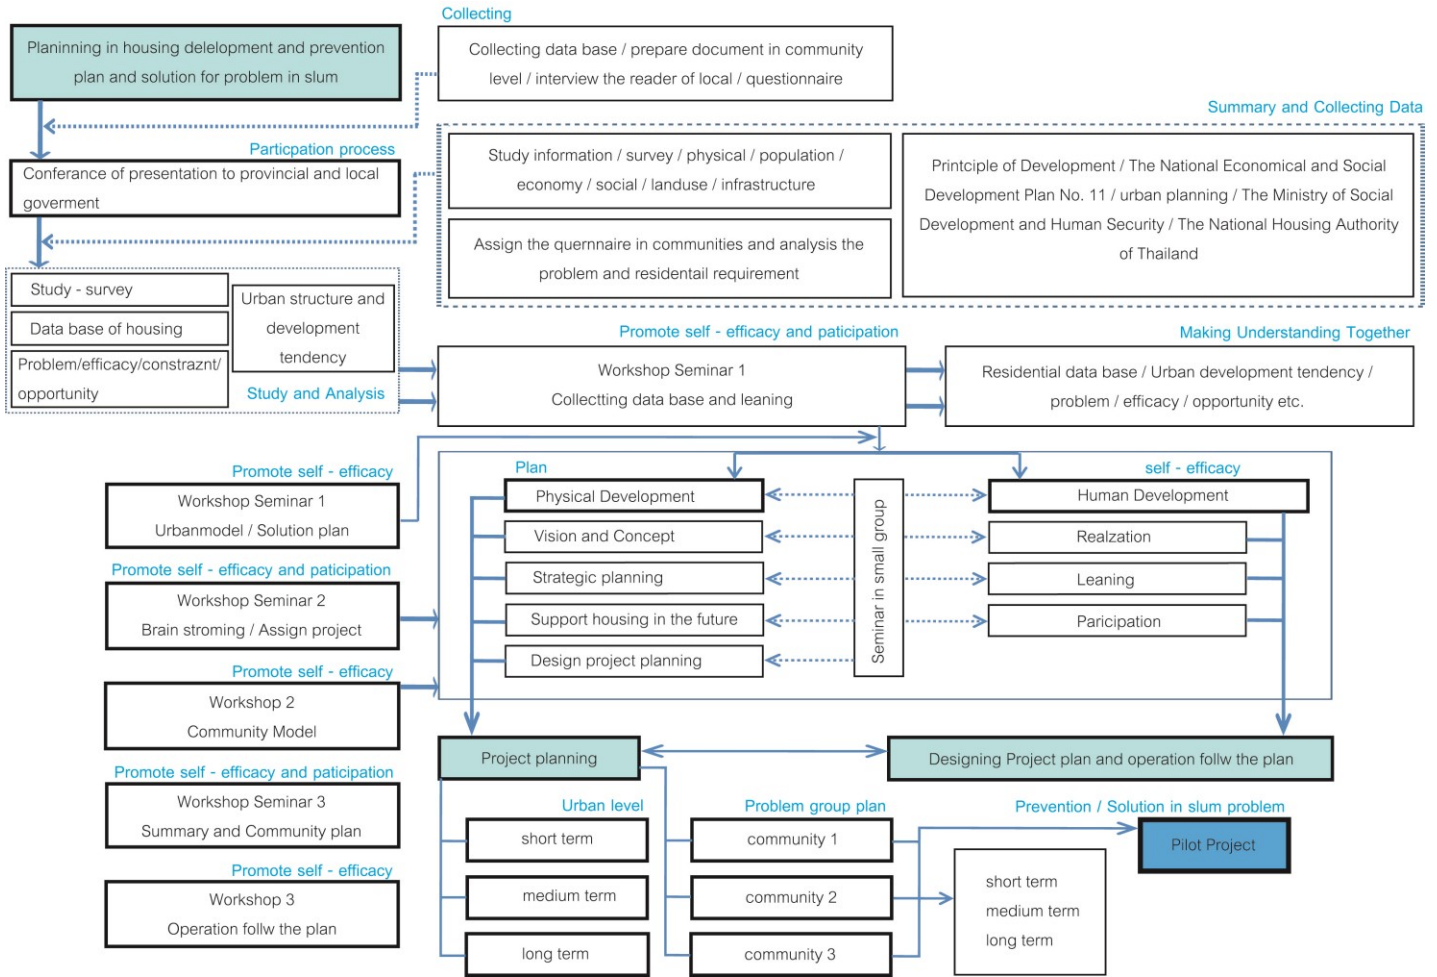 Collecting
Planinning in housing delelopment and prevention
plan and solution for problem in slum
Collecting data base / prepare document in community
level / interview the reader of local / questionnaire
Summary and Collecting Data
Particpation process
Conferance of presentation to provincial and local
goverment
Study information / survey / physical / population /
economy / social / landuse / infrastructure
Printciple of Development / The National Economical and Social
Development Plan No. 11 / urban planning / The Ministry of Social
Development and Human Security / The National Housing Authority
of Thailand
Assign the quernnaire in communities and analysis the
problem and residentail requirement
Study - survey
Data base of housing
Problem/efficacy/constraznt/
opportunity
Urban structure and
development
tendency
Study and Analysis
Promote self - efficacy and paticipation
Workshop Seminar 1
Collectting data base and leaning
Making Understanding Together
Residential data base / Urban development tendency /
problem / efficacy / opportunity etc.
Promote self - efficacy
Workshop Seminar 1
Urbanmodel / Solution plan
Promote self - efficacy and paticipation
Workshop Seminar 2
Brain stroming / Assign project
Promote self - efficacy
Workshop 2
Community Model
Promote self - efficacy and paticipation
Workshop Seminar 3
Summary and Community plan
Promote self - efficacy
Workshop 3
Operation follw the plan
Plan
Physical Development
Vision and Concept
Strategic planning
Support housing in the future
Design project planning
Seminar in small group
self - efficacy
Human Development
Realzation
Leaning
Paricipation
Project planning
Designing Project plan and operation follw the plan
Urban level
short term
medium term
long term
Problem group plan
community 1
community 2
community 3
Prevention / Solution in slum problem
Pilot Project
short term
medium term
long term